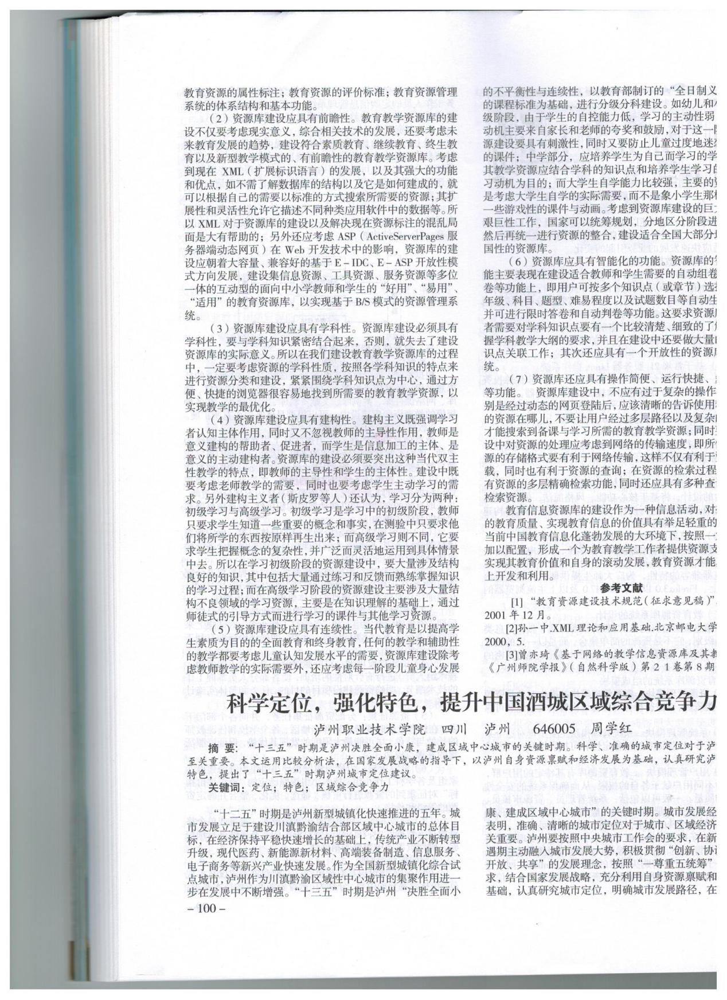 教育资源的属性标注；教育资源的评价标准；教育资源管理
系统的体系结构和基本功能。
（2）资源库建设应具有前瞻性。教育教学资源库的建
设不仅要考虑现实意义，综合相关技术的发展，还要考虑未
来教育发展的趋势，建设符合素质教育、继续教育、终生教
育以及新型教学模式的、有前瞻性的教育教学资源库。考虑
到现在 XML（扩展标识语言）的发展，以及其强大的功能
和优点，如不需了解数据库的结构以及它是如何建成的，就
可以根据自己的需要以标准的方式搜索所需要的资源；其扩
展性和灵活性允许它描述不同种类应用软件中的数据等。所
以 XML 对于资源库的建设以及解决现在资源标注的混乱局
面是大有帮助的；另外还应考虑 ASP（ActiveServerPages 服
务器端动态网页）在 Web 开发技术中的影响，资源库的建
设应朝着大容量、兼容好的基于 E－IDC、E－ASP 开放性模
式方向发展，建设集信息资源、工具资源、服务资源等多位
一体的互动型的面向中小学教师和学生的“好用”、“易用”、
“适用”的教育资源库，以实现基于 B/S 模式的资源管理系
统。
（3）资源库建设应具有学科性。资源库建设必须具有
学科性，要与学科知识紧密结合起来，否则，就失去了建设
资源库的实际意义。所以在我们建设教育教学资源库的过程
中，一定要考虑资源的学科性质，按照各学科知识的特点来
进行资源分类和建设，紧紧围绕学科知识点为中心，通过方
便、快捷的浏览器很容易地找到所需要的教育教学资源，以
实现教学的最优化。
（4）资源库建设应具有建构性。建构主义既强调学习
者认知主体作用，同时又不忽视教师的主导性作用，教师是
意义建构的帮助者、促进者，而学生是信息加工的主体、是
意义的主动建构者。资源库的建设必须要突出这种当代双主
性教学的特点，即教师的主导性和学生的主体性。建设中既
要考虑老师教学的需要，同时也要考虑学生主动学习的需
求。另外建构主义者（斯皮罗等人）还认为，学习分为两种：
初级学习与高级学习。初级学习是学习中的初级阶段，教师
只要求学生知道一些重要的概念和事实，在测验中只要求他
们将所学的东西按原样再生出来；而高级学习则不同，它要
求学生把握概念的复杂性，并广泛而灵活地运用到具体情景
中去。所以在学习初级阶段的资源建设中，要大量涉及结构
良好的知识，其中包括大量通过练习和反馈而熟练掌握知识
的学习过程；而在高级学习阶段的资源建设主要涉及大量结
构不良领域的学习资源，主要是在知识理解的基础上，通过
师徒式的引导方式而进行学习的课件与其他学习资源。
（5）资源库建设应具有连续性。当代教育是以提高学
生素质为目的的全面教育和终身教育，任何的教学和辅助性
的教学都要考虑儿童认知发展水平的需要，资源库建设除考
虑教师教学的实际需要外，还应考虑每一阶段儿童身心发展
的不平衡性与连续性，以教育部制订的“全日制义
的课程标准为基础，进行分级分科建设。如幼儿和
级阶段，由于学生的自控能力低，学习的主动性弱
动机主要来自家长和老师的夸奖和鼓励，对于这一
源建设要具有刺激性，同时又要防止儿童过度地迷
的课件；中学部分，应培养学生为自己而学习的学
其教学资源应结合学科的知识点和培养学生学习
习动机为目的；而大学生自学能力比较强，主要的
是考虑大学生自学的实际需要，而不是象小学生那
一些游戏性的课件与动画。考虑到资源库建设的巨
艰巨性工作，国家可以统筹规划，分地区分阶段进
然后再统一进行资源的整合，建设适合全国大部分
国性的资源库。
（6）资源库应具有智能化的功能。资源库的
能主要表现在建设适合教师和学生需要的自动组卷
卷等功能上，即用户可按多个知识点（或章节）选
年级、科目、题型、难易程度以及试题数目等自动生
并可进行限时答卷和自动判卷等功能。这要求资源
者需要对学科知识点要有一个比较清楚、细致的了
握学科教学大纲的要求，并且在建设中还要做大量
识点关联工作；其次还应具有一个开放性的资源
统。
（7）资源库还应具有操作简便、运行快捷、
等功能。 资源库建设中，不应有过于复杂的操作
别是经过动态的网页登陆后，应该清晰的告诉使用
的资源在哪儿，不要让用户经过多层路径以及复杂
才能搜索到备课与学习所需的教育教学资源；同时
设中对资源的处理应考虑到网络的传输速度，即所
源的存储格式要有利于网络传输，这样不仅有利于
载，同时也有利于资源的查询；在资源的检索过程
有资源的多层精确检索功能，同时还应具有多种查
检索资源。
教育信息资源库的建设作为一种信息活动，对
的教育质量、实现教育信息的价值具有举足轻重的
当前中国教育信息化蓬勃发展的大环境下，按照一
加以配置，形成一个为教育教学工作者提供资源支
实现其教育价值和自身的滚动发展，教育资源才能
上开发和利用。
参考文献
[1] “教育资源建设技术规范（征求意见稿）”
2001 年 12 月。
[2]孙一中.XML 理论和应用基础.北京邮电大学
2000，5.
[3]曾亦琦《基于网络的教学信息资源库及其
《广州师院学报》（自然科学版）第 2 1 卷第 8 期
科学定位，强化特色，提升中国酒城区域综合竞争力
泸州职业技术学院 四川 泸州 646005 周学红
摘 要：“十三五”时期是泸州决胜全面小康，建成区域中心城市的关键时期。科学、准确的城市定位对于泸
至关重要。本文运用比较分析法，在国家发展战略的指导下，以泸州自身资源禀赋和经济发展为基础，认真研究泸
特色，提出了“十三五”时期泸州城市定位建议。
关键词：定位；特色；区域综合竞争力
“十二五”时期是泸州新型城镇化快速推进的五年。城
市发展立足于建设川滇黔渝结合部区域中心城市的总体目
标，在经济保持平稳快速增长的基础上，传统产业不断转型
升级，现代医药、新能源新材料、高端装备制造、信息服务、
电子商务等新兴产业快速发展。作为全国新型城镇化综合试
点城市，泸州作为川滇黔渝区域性中心城市的集聚作用进一
步在发展中不断增强。“十三五”时期是泸州“决胜全面小
康、建成区域中心城市”的关键时期。城市发展经
表明，准确、清晰的城市定位对于城市、区域经济
关重要。泸州要按照中央城市工作会的要求，在新
遇期主动融入城市发展大势，积极贯彻“创新、协
开放、共享”的发展理念，按照“一尊重五统筹”
求，结合国家发展战略，充分利用自身资源禀赋和
基础，认真研究城市定位，明确城市发展路径，在
－100－